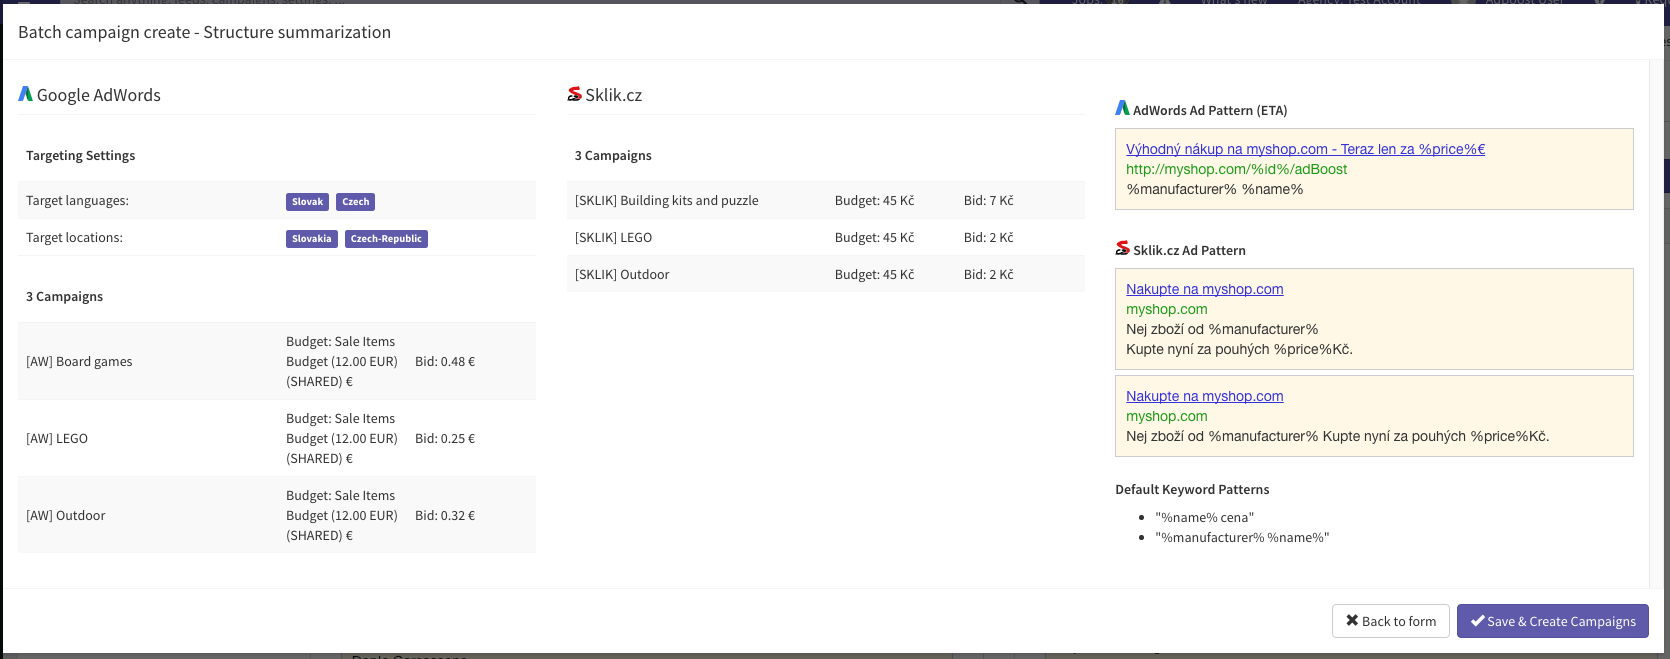 Batch campaign create - Structure summarization
Google AdWords
Targeting Settings
Target languages: Slovak Czech
Target locations: Slovakia Czech-Republic
3 Campaigns
[AW] Board games
Budget: Sale Items
Budget (12.00 EUR)
(SHARED) €
Bid: 0.48 €
[AW] LEGO
Budget: Sale Items
Budget (12.00 EUR)
(SHARED) €
Bid: 0.25 €
[AW] Outdoor
Budget: Sale Items
Budget (12.00 EUR)
(SHARED) €
Bid: 0.32 €
Sklik.cz
3 Campaigns
[SKLIK] Building kits and puzzle Budget: 45 Kč Bid: 7 Kč
[SKLIK] LEGO Budget: 45 Kč Bid: 2 Kč
[SKLIK] Outdoor Budget: 45 Kč Bid: 2 Kč
AdWords Ad Pattern (ETA)
Výhodný nákup na myshop.com - Teraz len za %price%€
http://myshop.com/%id%/adBoost
%manufacturer% %name%
Sklik.cz Ad Pattern
Nakupte na myshop.com
myshop.com
Nej zboží od %manufacturer%
Kupte nyní za pouhých %price%Kč.
Nakupte na myshop.com
myshop.com
Nej zboží od %manufacturer% Kupte nyní za pouhých %price%Kč.
Default Keyword Patterns
"%name% cena"
"%manufacturer% %name%"
Back to form
Save & Create Campaigns